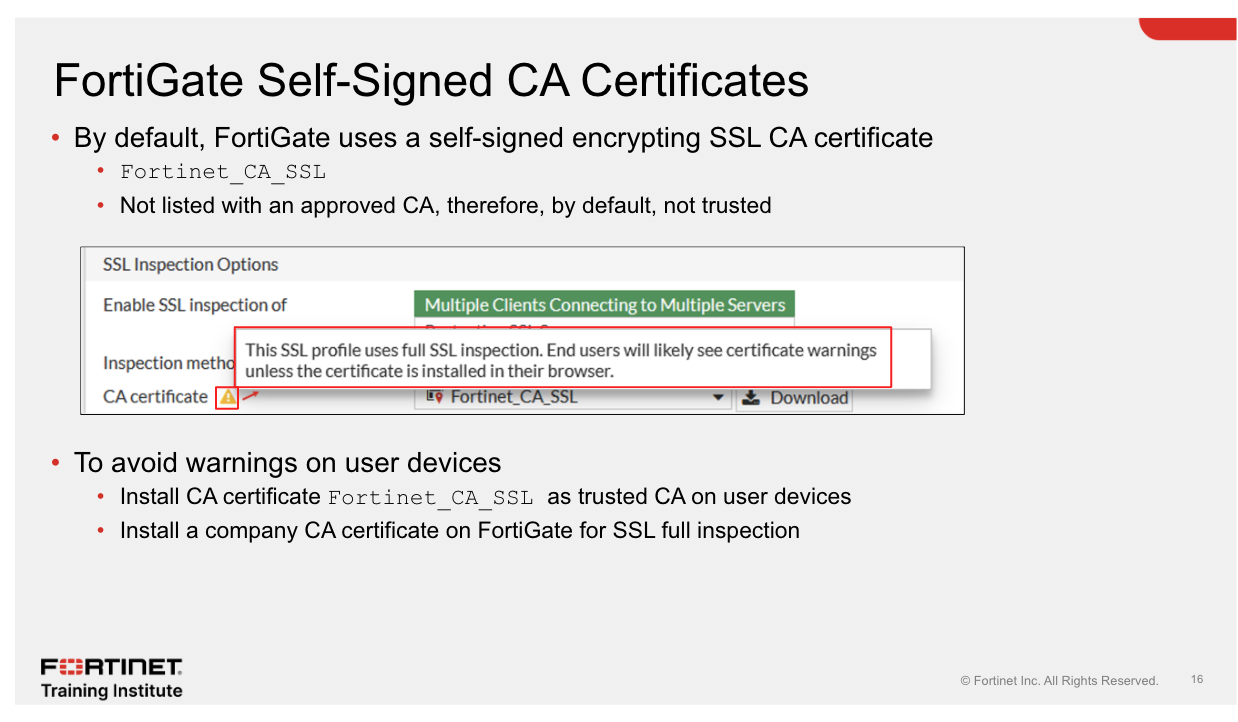 FortiGate Self-Signed CA Certificates
• By default, FortiGate uses a self-signed encrypting SSL CA certificate
• Fortinet_CA_SSL
• Not listed with an approved CA, therefore, by default, not trusted
SSL Inspection Options
Enable SSL inspection of
Multiple Clients Connecting to Multiple Servers
This SSL profile uses full SSL inspection. End users will likely see certificate warnings
unless the certificate is installed in their browser.
Inspection metho
CA certificate
Fortinet_CA_SSL
Download
• To avoid warnings on user devices
• Install CA certificate Fortinet_CA_SSL as trusted CA on user devices
• Install a company CA certificate on FortiGate for SSL full inspection
FORTINET
Training Institute
© Fortinet Inc. All Rights Reserved.
16